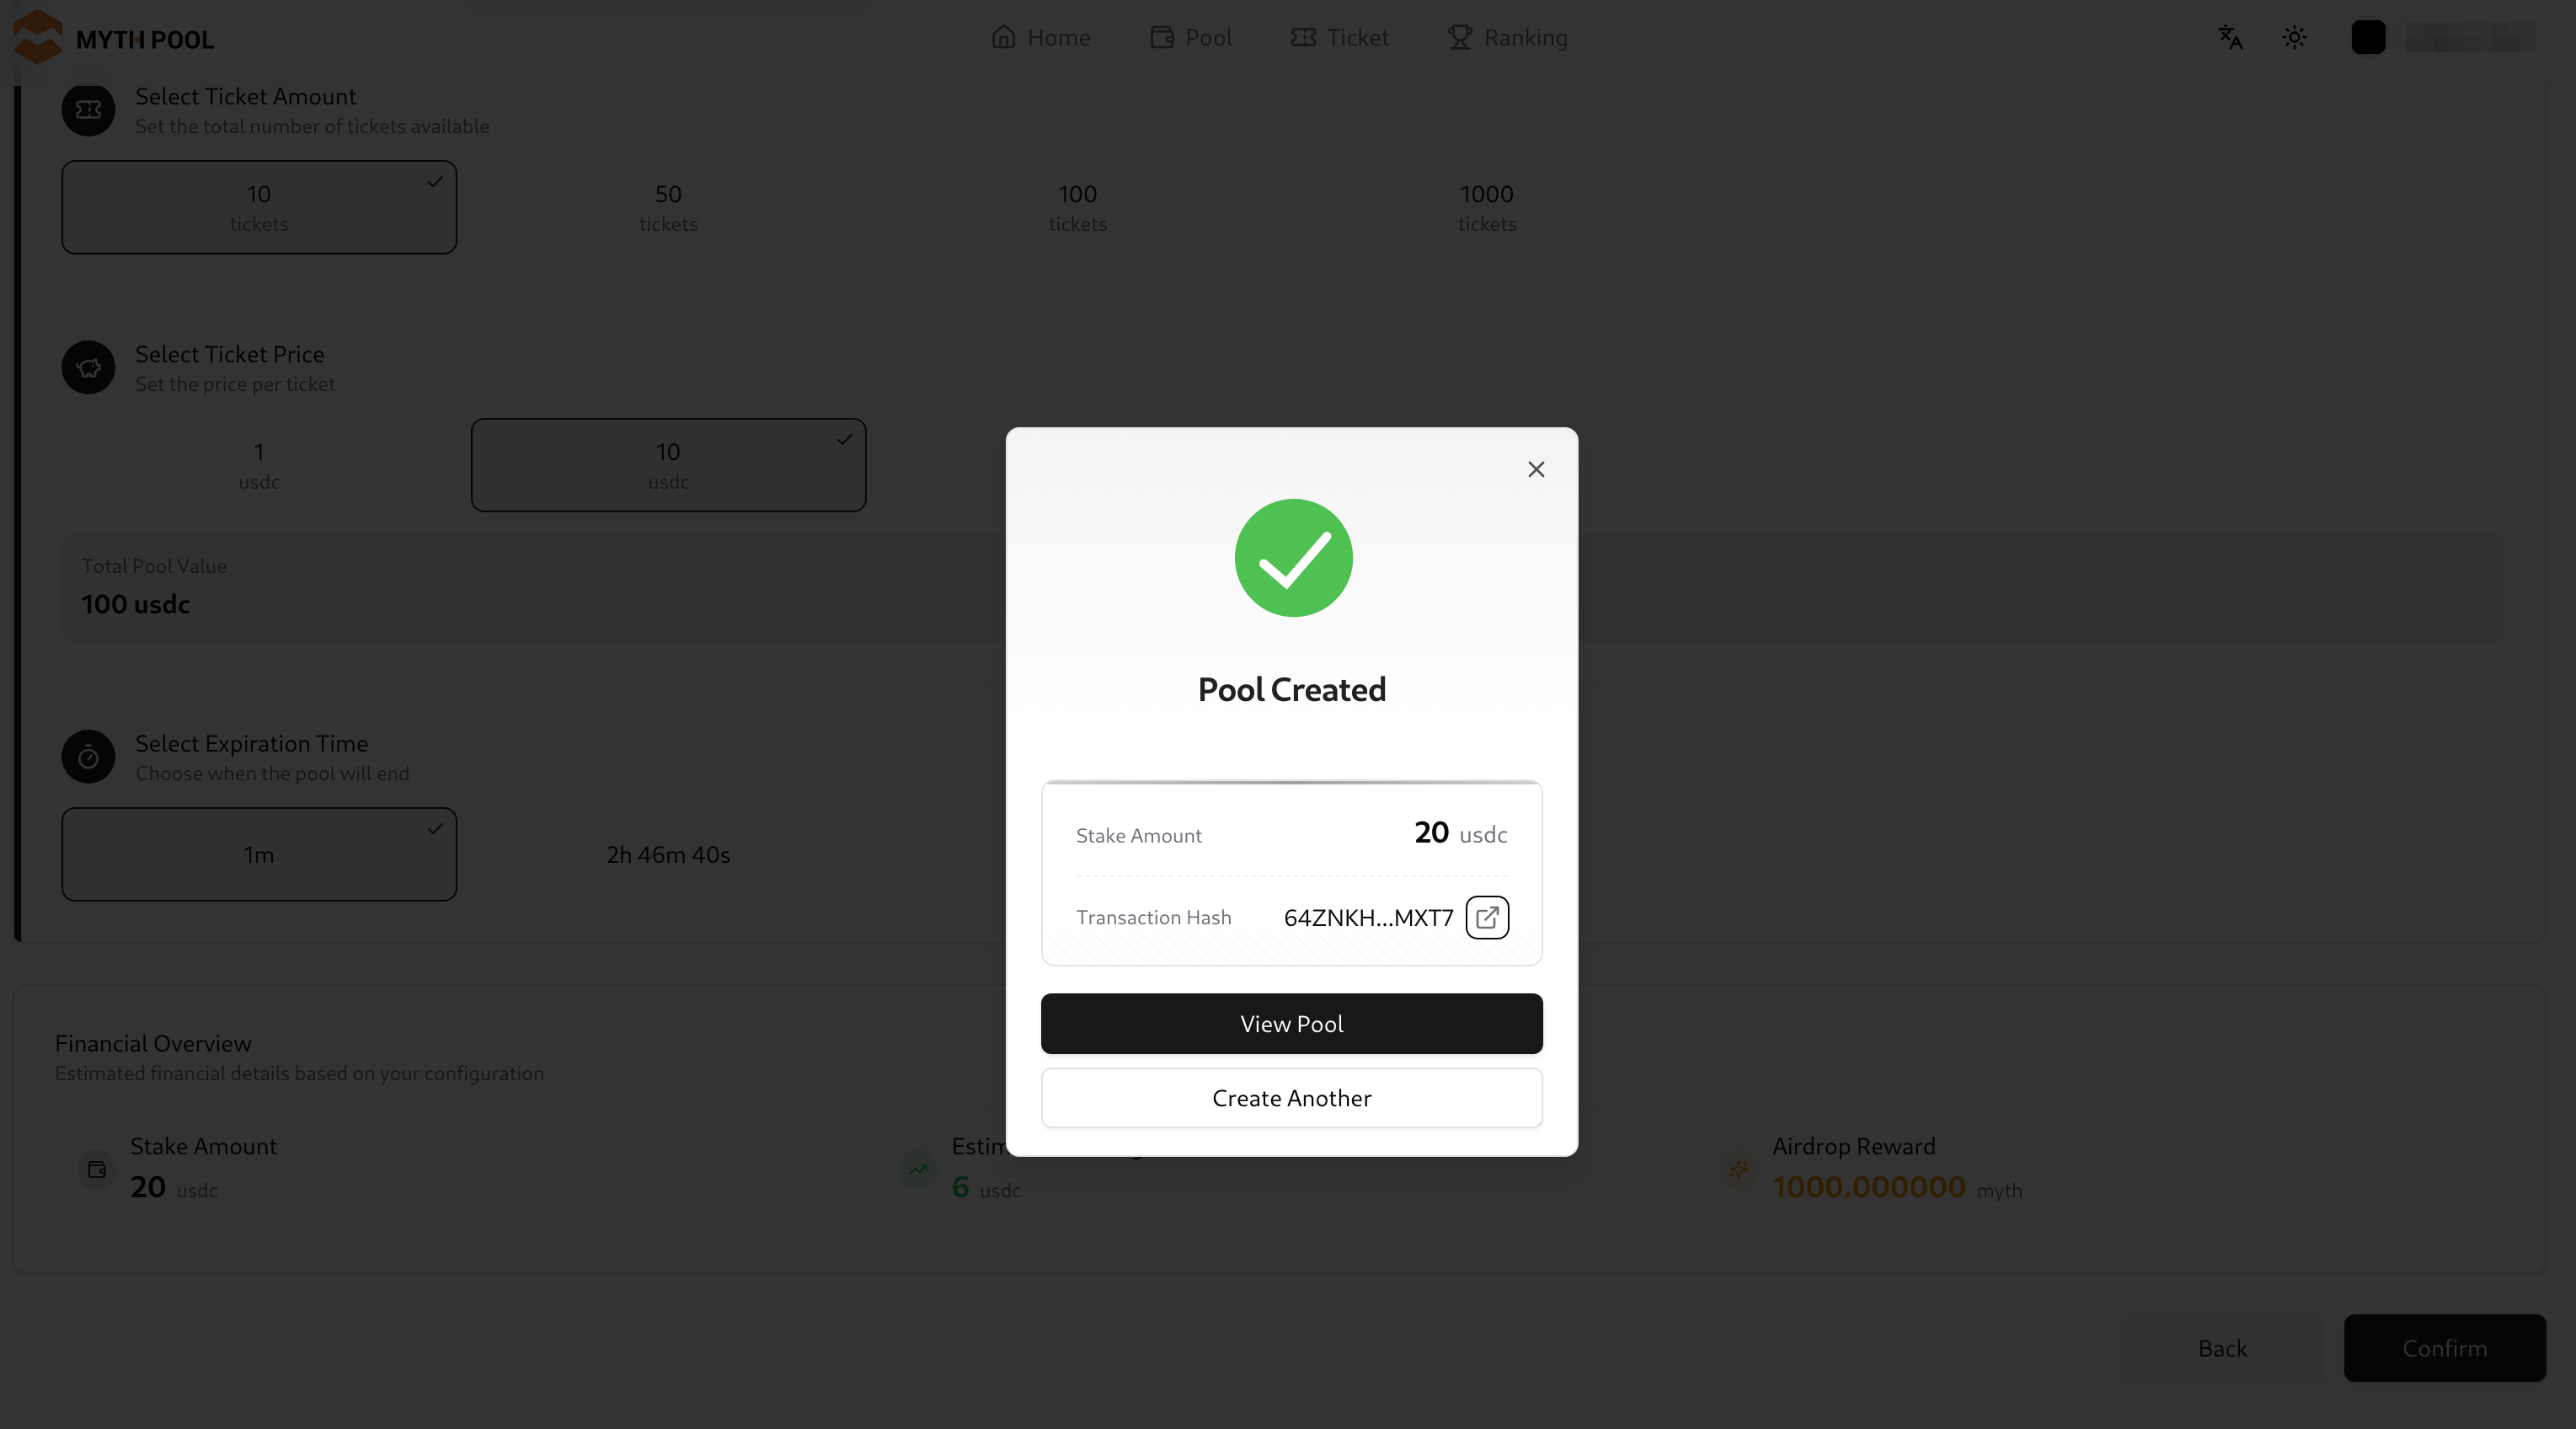 MYTH POOL
Home
Pool
Ticket
Ranking
Select Ticket Amount
Set the total number of tickets available
10
tickets
50
tickets
100
tickets
1000
tickets
Select Ticket Price
Set the price per ticket
1
usdc
10
usdc
Total Pool Value
100 usdc
Select Expiration Time
Choose when the pool will end
1m
2h 46m 40s
Pool Created
Stake Amount
20 usdc
Transaction Hash
64ZNKH...MXT7
View Pool
Create Another
Financial Overview
Estimated financial details based on your configuration
Stake Amount
20 usdc
6 usdc
Airdrop Reward
1000.000000 myth
Back
Confirm